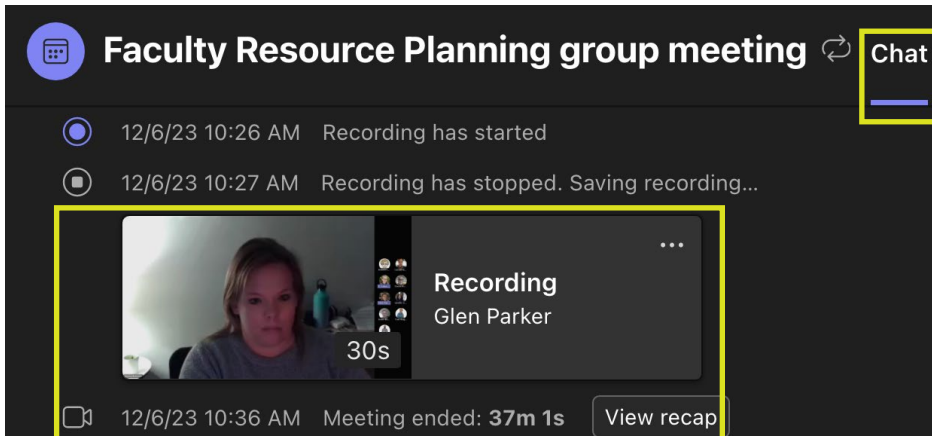 Faculty Resource Planning group meeting Chat
12/6/23 10:26 AM Recording has started
12/6/23 10:27 AM Recording has stopped. Saving recording...
Recording
Glen Parker
30s
12/6/23 10:36 AM Meeting ended: 37m 1s View recap